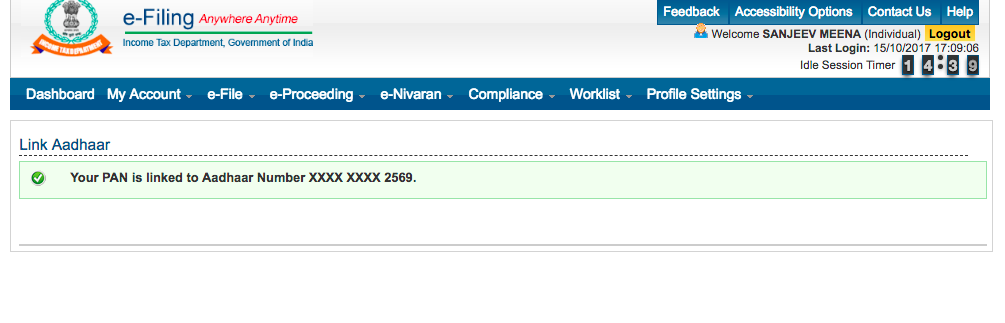 e-Filing Anywhere Anytime
Income Tax Department, Government of India
INCOME TAX DEPARTMENT
Feedback Accessibility Options Contact Us Help
Welcome SANJEEV MEENA (Individual) Logout
Last Login: 15/10/2017 17:09:06
Idle Session Timer 1 4 : 3 9
Dashboard My Account e-File e-Proceeding e-Nivaran Compliance Worklist Profile Settings
Link Aadhaar
Your PAN is linked to Aadhaar Number XXXX XXXX 2569.